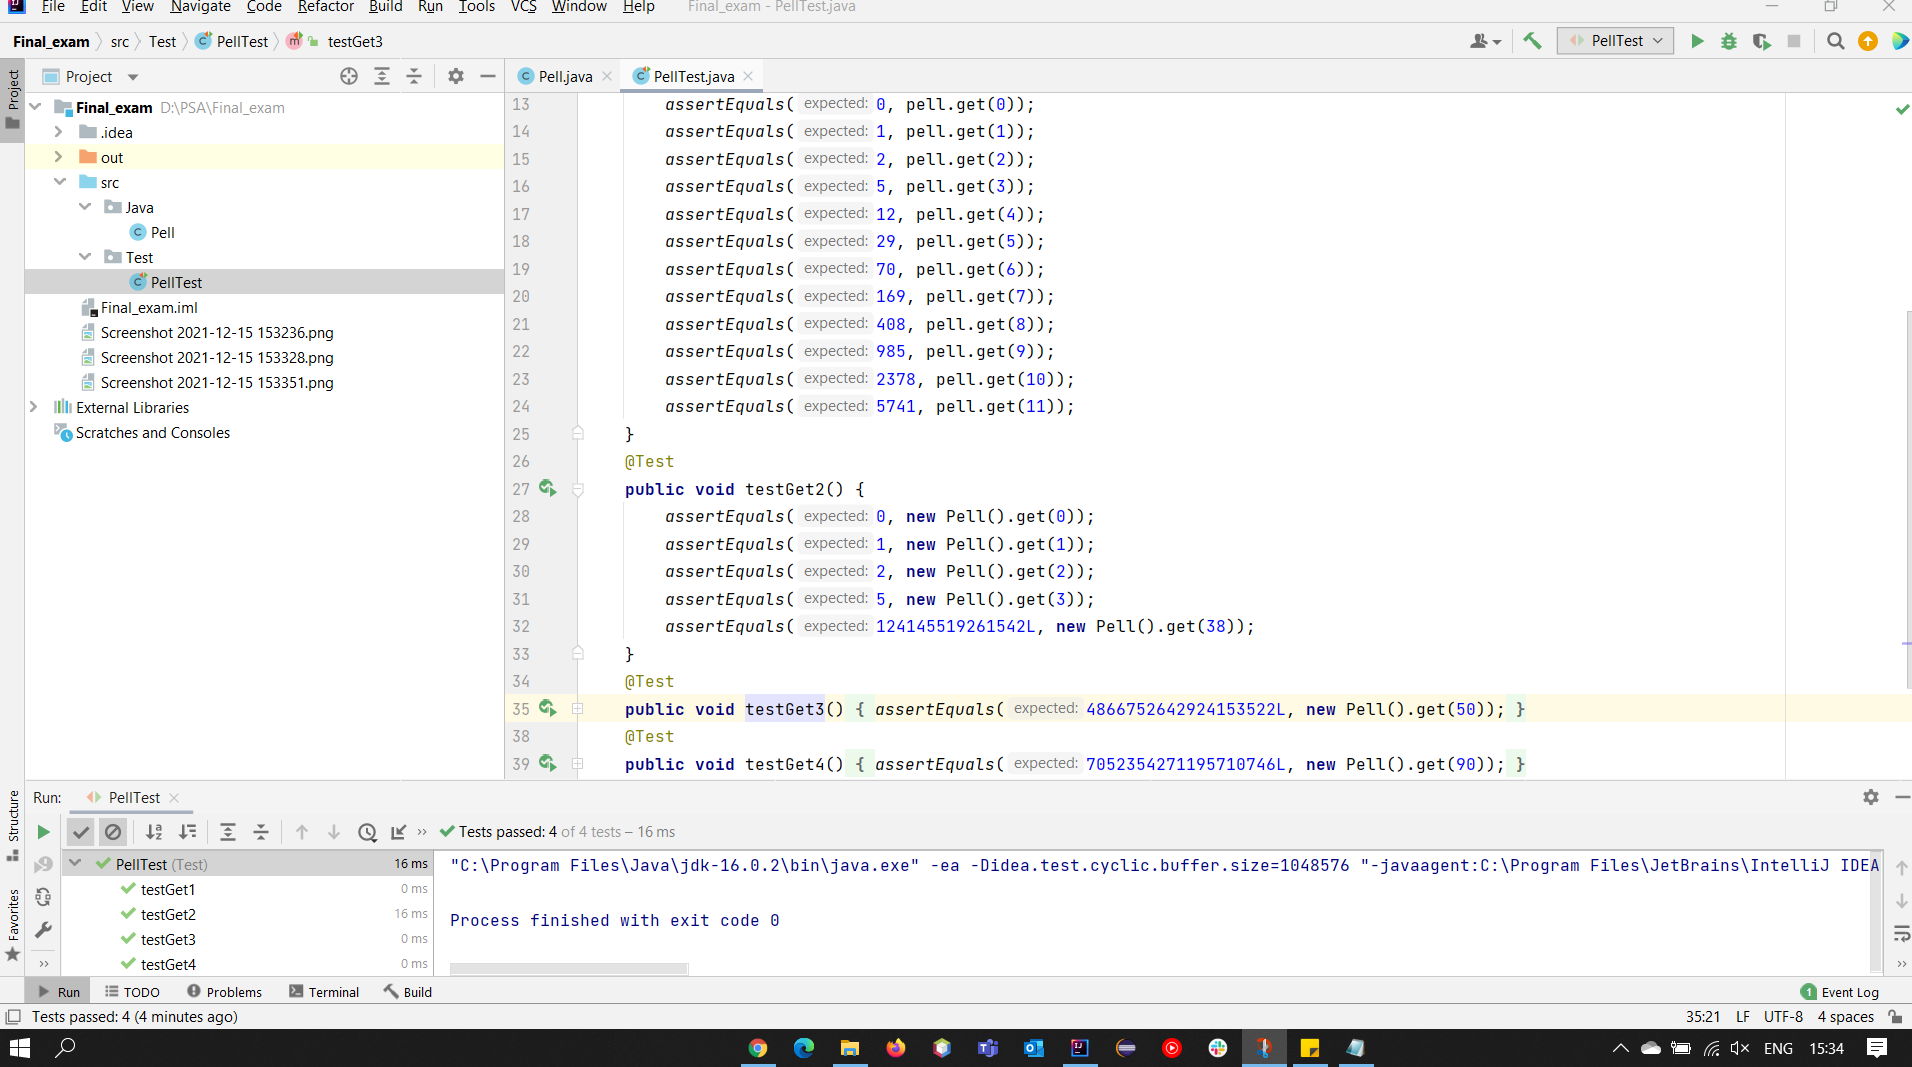 File Edit View Navigate Code Refactor Build Run Tools VCS Window Help Final_exam - PellTest.java
Final_exam src Test PellTest testGet3 PellTest
Project Pell.java PellTest.java
Project
Final_exam D:\PSA\Final_exam
.idea
out
src
Java
Pell
Test
PellTest
Final_exam.iml
Screenshot 2021-12-15 153236.png
Screenshot 2021-12-15 153328.png
Screenshot 2021-12-15 153351.png
External Libraries
Scratches and Consoles
13 assertEquals( expected: 0, pell.get(0));
14 assertEquals( expected: 1, pell.get(1));
15 assertEquals( expected: 2, pell.get(2));
16 assertEquals( expected: 5, pell.get(3));
17 assertEquals( expected: 12, pell.get(4));
18 assertEquals( expected: 29, pell.get(5));
19 assertEquals( expected: 70, pell.get(6));
20 assertEquals( expected: 169, pell.get(7));
21 assertEquals( expected: 408, pell.get(8));
22 assertEquals( expected: 985, pell.get(9));
23 assertEquals( expected: 2378, pell.get(10));
24 assertEquals( expected: 5741, pell.get(11));
25 }
26 @Test
27 public void testGet2() {
28 assertEquals( expected: 0, new Pell().get(0));
29 assertEquals( expected: 1, new Pell().get(1));
30 assertEquals( expected: 2, new Pell().get(2));
31 assertEquals( expected: 5, new Pell().get(3));
32 assertEquals( expected: 124145519261542L, new Pell().get(38));
33 }
34 @Test
35 public void testGet3() { assertEquals( expected: 4866752642924153522L, new Pell().get(50)); }
38 @Test
39 public void testGet4() { assertEquals( expected: 7052354271195710746L, new Pell().get(90)); }
Structure
Favorites
Run: PellTest
Tests passed: 4 of 4 tests – 16 ms
PellTest (Test) 16 ms
testGet1 0 ms
testGet2 16 ms
testGet3 0 ms
testGet4 0 ms
"C:\Program Files\Java\jdk-16.0.2\bin\java.exe" -ea -Didea.test.cyclic.buffer.size=1048576 "-javaagent:C:\Program Files\JetBrains\IntelliJ IDEA
Process finished with exit code 0
Run TODO Problems Terminal Build 1 Event Log
Tests passed: 4 (4 minutes ago) 35:21 LF UTF-8 4 spaces
ENG 15:34